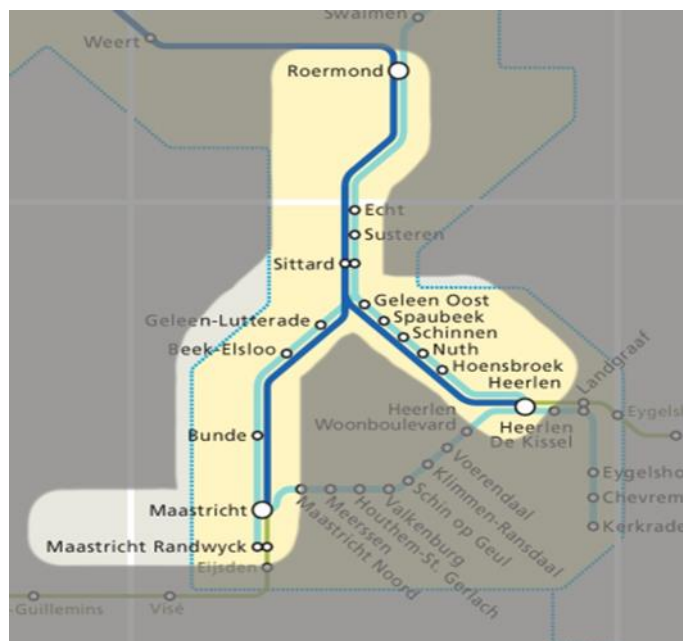 Swalmen
Weert
Roermond
Echt
Susteren
Sittard
Geleen Oost
Spaubeek
Geleen-Lutterade
Schinnen
Beek-Elsloo
Nuth
Hoensbroek
Heerlen
Landgraaf
Eygelsh
Heerlen
Woonboulevard
Heerlen
De Kissel
Bunde
Voerendaal
Klimmen-Ransdaal
Schin op Geul
Valkenburg
Houthem-St. Gerlach
Meerssen
Maastricht Noord
Eygelsho
Chevrem
Kerkrade
Maastricht
Maastricht Randwyck
Eijsden
-Guillemins
Visé